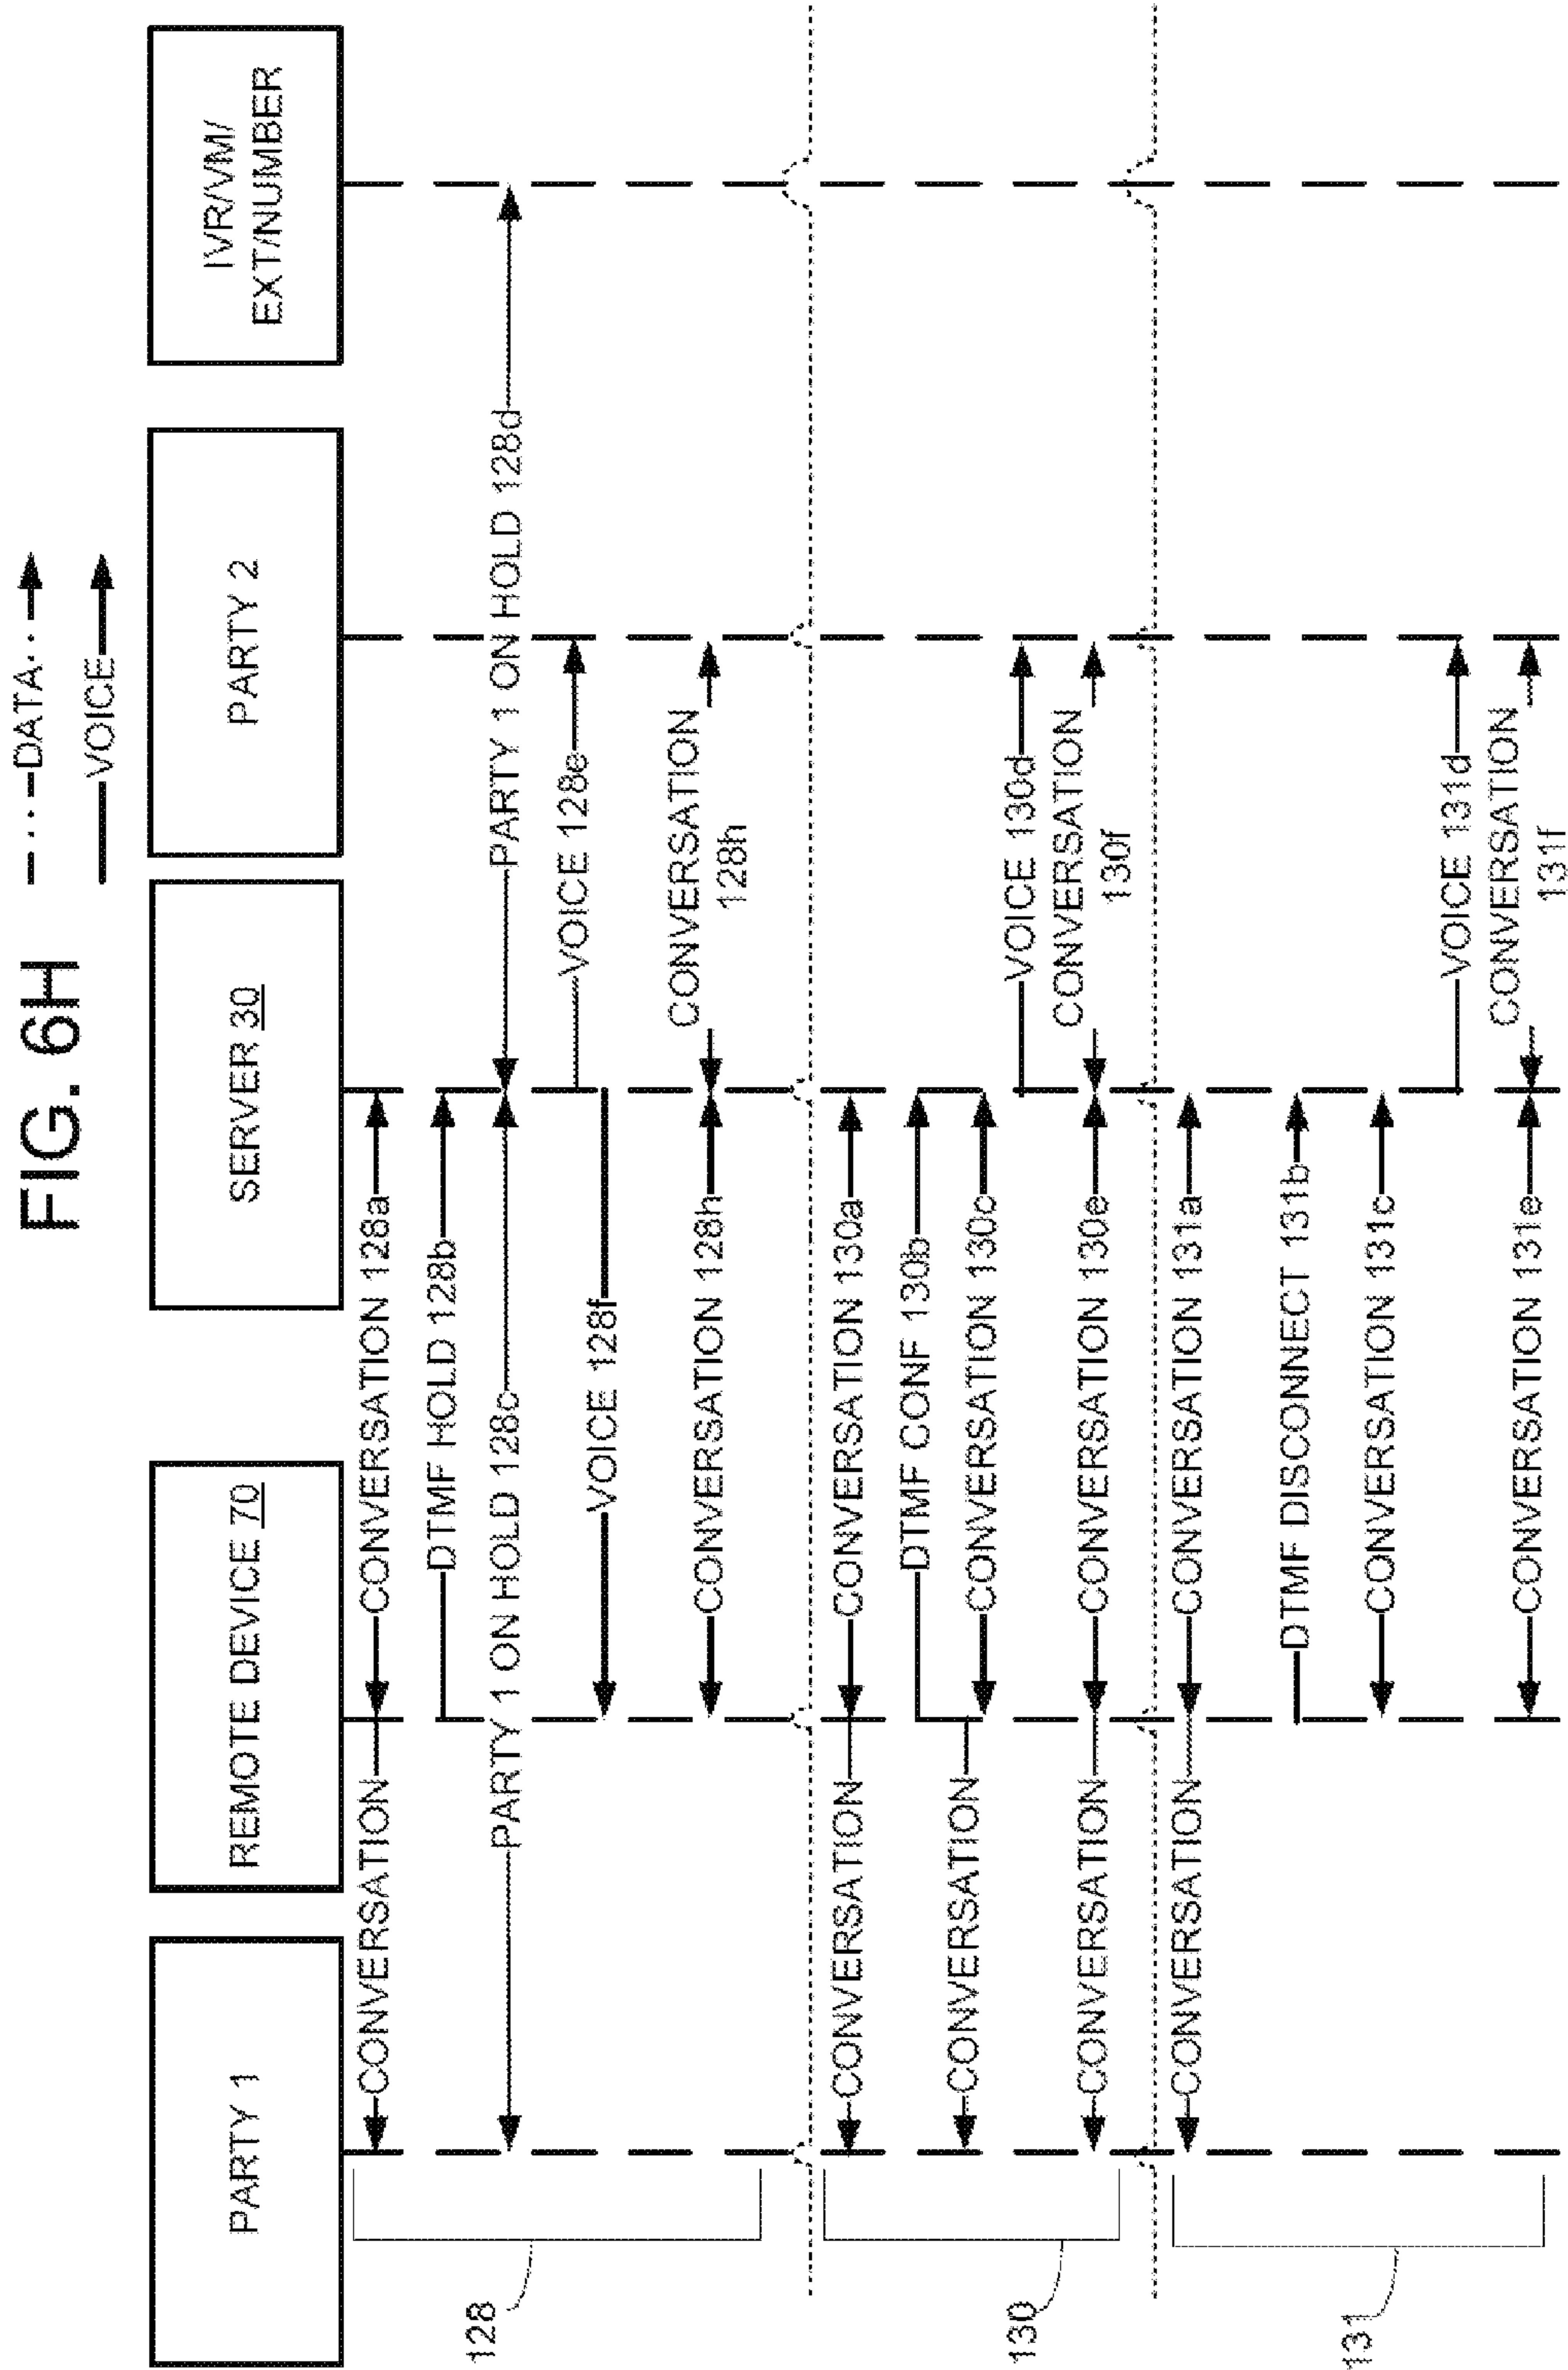 FIG. 6H
DATA
VOICE
PARTY 1
REMOTE DEVICE 70
SERVER 30
PARTY 2
IVR/VM/
EXT/NUMBER
128
CONVERSATION
CONVERSATION 128a
DTMF HOLD 128b
PARTY 1 ON HOLD 128c
PARTY 1 ON HOLD 128d
VOICE 128e
VOICE 128f
CONVERSATION 128h
CONVERSATION
128h
130
CONVERSATION
CONVERSATION 130a
DTMF CONF 130b
CONVERSATION
CONVERSATION 130c
VOICE 130d
CONVERSATION
CONVERSATION 130e
CONVERSATION
130f
131
CONVERSATION
CONVERSATION 131a
DTMF DISCONNECT 131b
CONVERSATION 131c
VOICE 131d
CONVERSATION 131e
CONVERSATION
131f